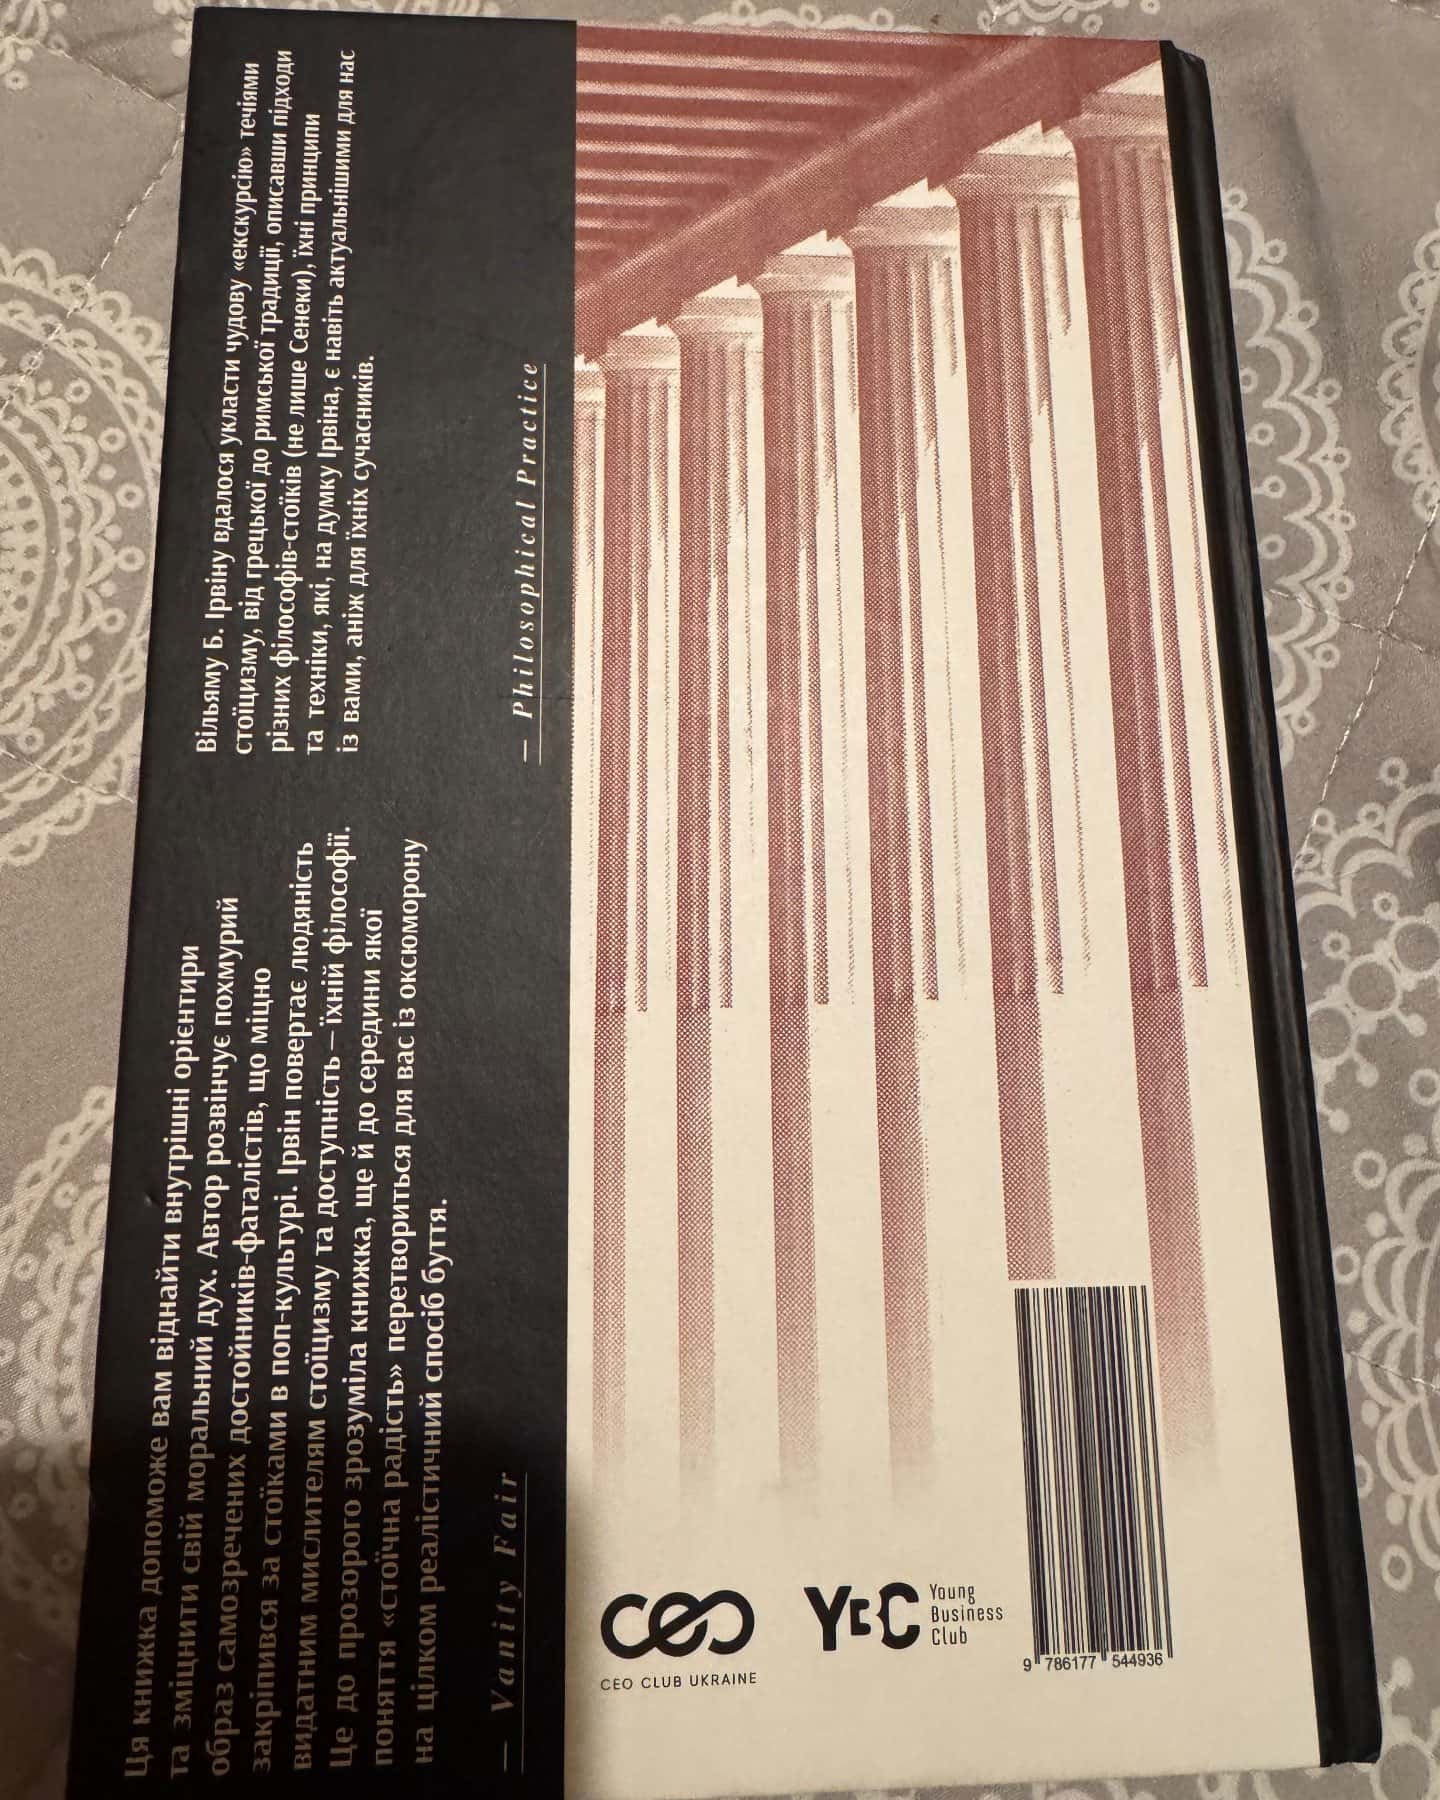 Ця книжка допоможе вам віднайти внутрішні орієнтири
та зміцнити свій моральний дух. Автор розвінчує похмурий
образ самозречених достойників-фаталістів, що міцно
закріпився за стоїками в поп-культурі. Ірвін повертає людяність
видатним мислителям стоїцизму та доступність – їхній філософії.
Це до прозорого зрозуміла книжка, ще й до середини якої
поняття «стоїчна радість» перетвориться для вас із оксюморону
на цілком реалістичний спосіб буття.
— Vanity Fair
Вільяму Б. Ірвіну вдалося укласти чудову «екскурсію» течіями
стоїцизму, від грецької до римської традиції, описавши підходи
різних філософів-стоїків (не лише Сенеки), їхні принципи
та техніки, які, на думку Ірвіна, є навіть актуальнішими для нас
із вами, аніж для їхніх сучасників.
— Philosophical Practice
CEO
CEO CLUB UKRAINE
YBC
Young
Business
Club
9 786177 544936